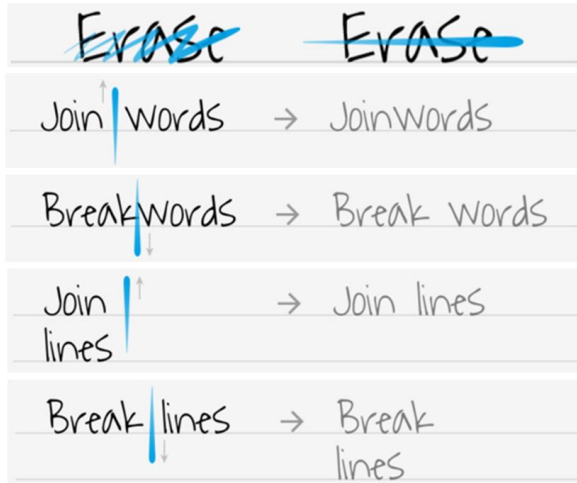 Erase Erase
Join words → JoinWords
Breakwords → Break words
Join → Join lines
lines
Break lines → Break
lines